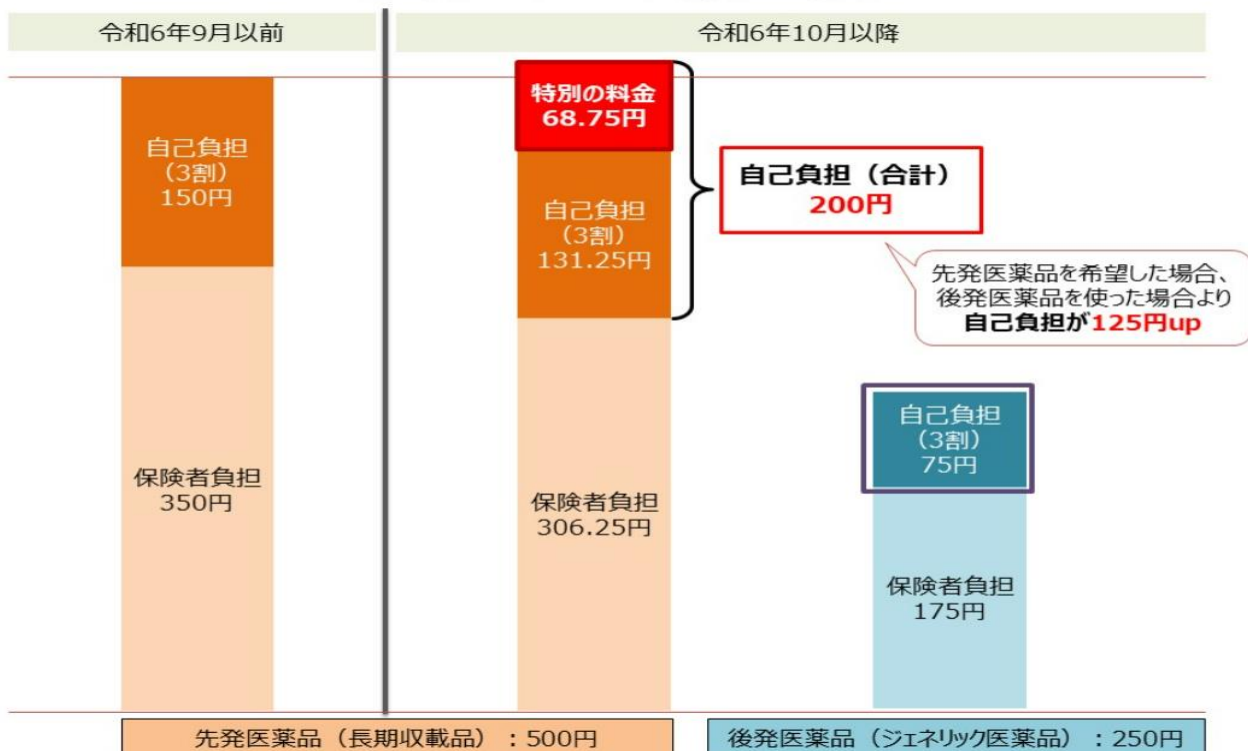 令和6年9月以前
令和6年10月以降
自己負担
(3割)
150円
保険者負担
350円
特別の料金
68.75円
自己負担
(3割)
131.25円
保険者負担
306.25円
自己負担（合計）
200円
先発医薬品を希望した場合、
後発医薬品を使った場合より
自己負担が125円up
自己負担
(3割)
75円
保険者負担
175円
先発医薬品（長期収載品）：500円
後発医薬品（ジェネリック医薬品）：250円